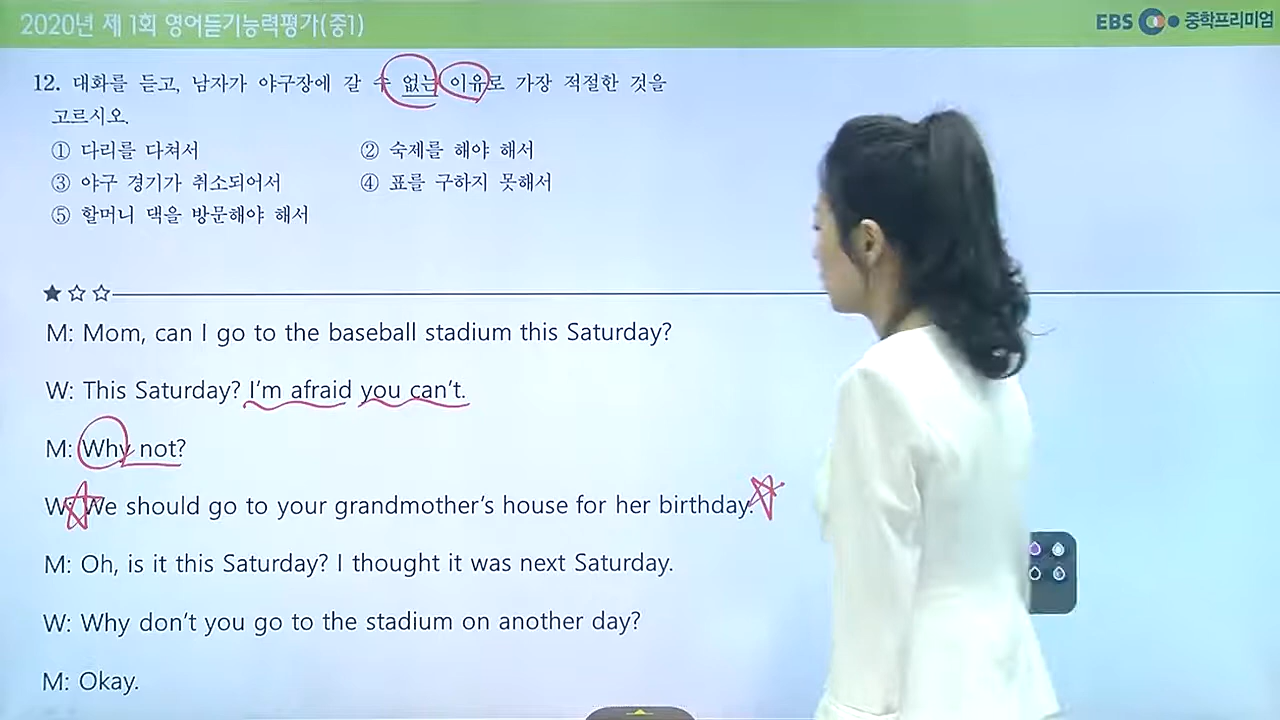 2020년 제 1회 영어듣기능력평가(중1)
EBS 중학프리미엄
12. 대화를 듣고, 남자가 야구장에 갈 수 없는 이유로 가장 적절한 것을
고르시오.
① 다리를 다쳐서 ② 숙제를 해야 해서
③ 야구 경기가 취소되어서 ④ 표를 구하지 못해서
⑤ 할머니 댁을 방문해야 해서
★☆☆
M: Mom, can I go to the baseball stadium this Saturday?
W: This Saturday? I'm afraid you can't.
M: Why not?
W: We should go to your grandmother's house for her birthday.
M: Oh, is it this Saturday? I thought it was next Saturday.
W: Why don't you go to the stadium on another day?
M: Okay.